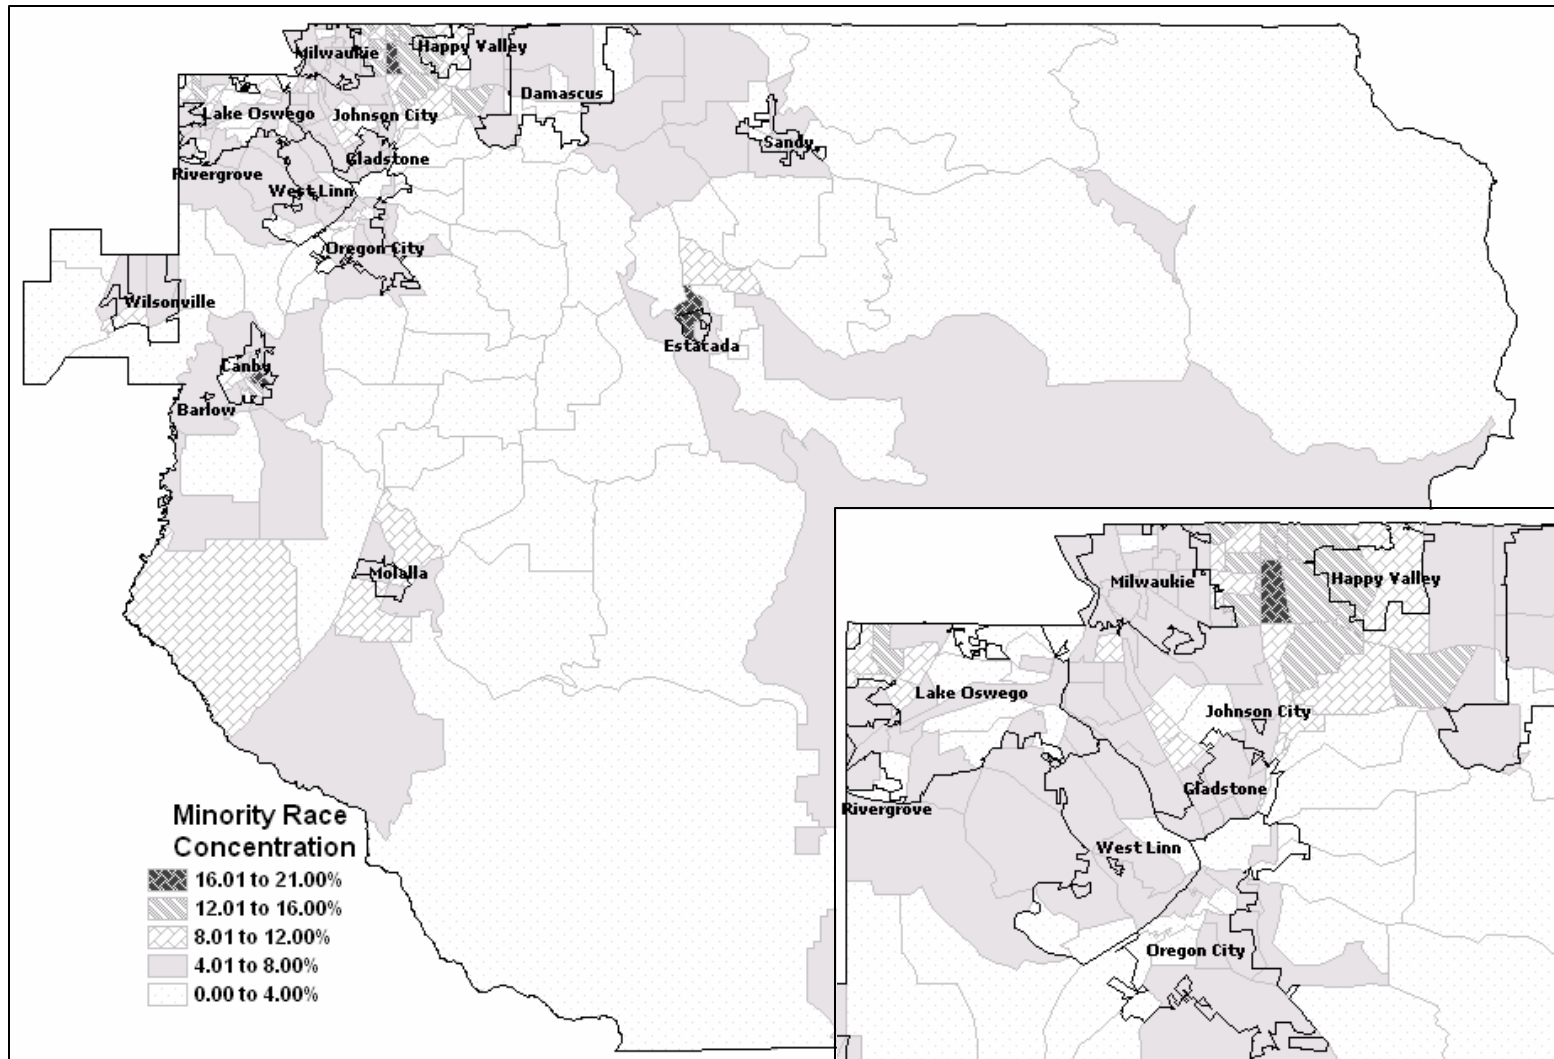 Milwaukie
Happy Valley
Damascus
Lake Oswego
Johnson City
Sandy
Gladstone
Rivergrove
West Linn
Oregon City
Wilsonville
Estacada
Canby
Barlow
Molalla
Minority Race
Concentration
16.01 to 21.00%
12.01 to 16.00%
8.01 to 12.00%
4.01 to 8.00%
0.00 to 4.00%
Milwaukie
Happy Valley
Lake Oswego
Johnson City
Gladstone
Rivergrove
West Linn
Oregon City